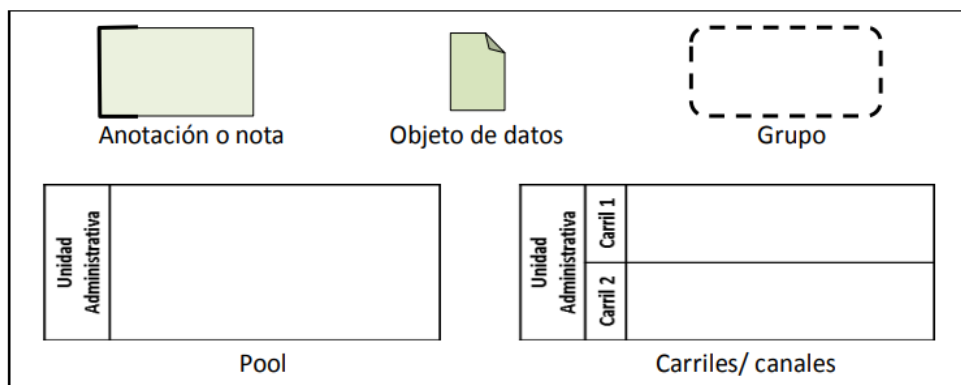 Anotación o nota
Objeto de datos
Grupo
Unidad
Administrativa
Pool
Unidad
Administrativa
Carril 1
Carril 2
Carriles/ canales